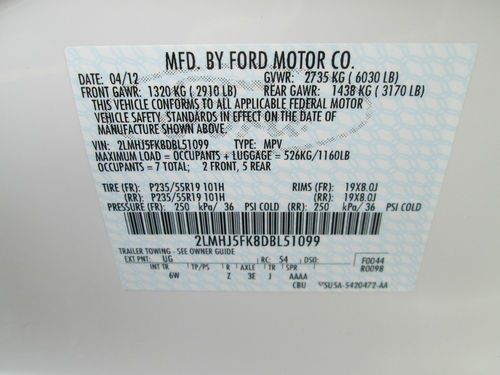 MFD. BY FORD MOTOR CO.
DATE: 04/12 GVWR: 2735 KG ( 6030 LB)
FRONT GAWR: 1320 KG ( 2910 LB) REAR GAWR: 1438 KG ( 3170 LB)
THIS VEHICLE CONFORMS TO ALL APPLICABLE FEDERAL MOTOR
VEHICLE SAFETY STANDARDS IN EFFECT ON THE DATE OF
MANUFACTURE SHOWN ABOVE.
VIN: 2LMHJ5FK8DBL51099 TYPE: MPV
MAXIMUM LOAD = OCCUPANTS + LUGGAGE = 526KG/1160LB
OCCUPANTS = 7 TOTAL; 2 FRONT, 5 REAR
TIRE (FR): P235/55R19 101H RIMS (FR): 19X8.0J
(RR): P235/55R19 101H (RR): 19X8.0J
PRESSURE (FR): 250 kPa/ 36 PSI COLD (RR): 250 kPa/ 36 PSI COLD
2LMHJ5FK8DBL51099
TRAILER TOWING - SEE OWNER GUIDE
EXT PNT: UG RC: 54 DSO: F0044
R0098
INT TR TP/PS R AXLE TR SPR
6W Z 3E J AAAA
CBU 5U5A-5420472-AA